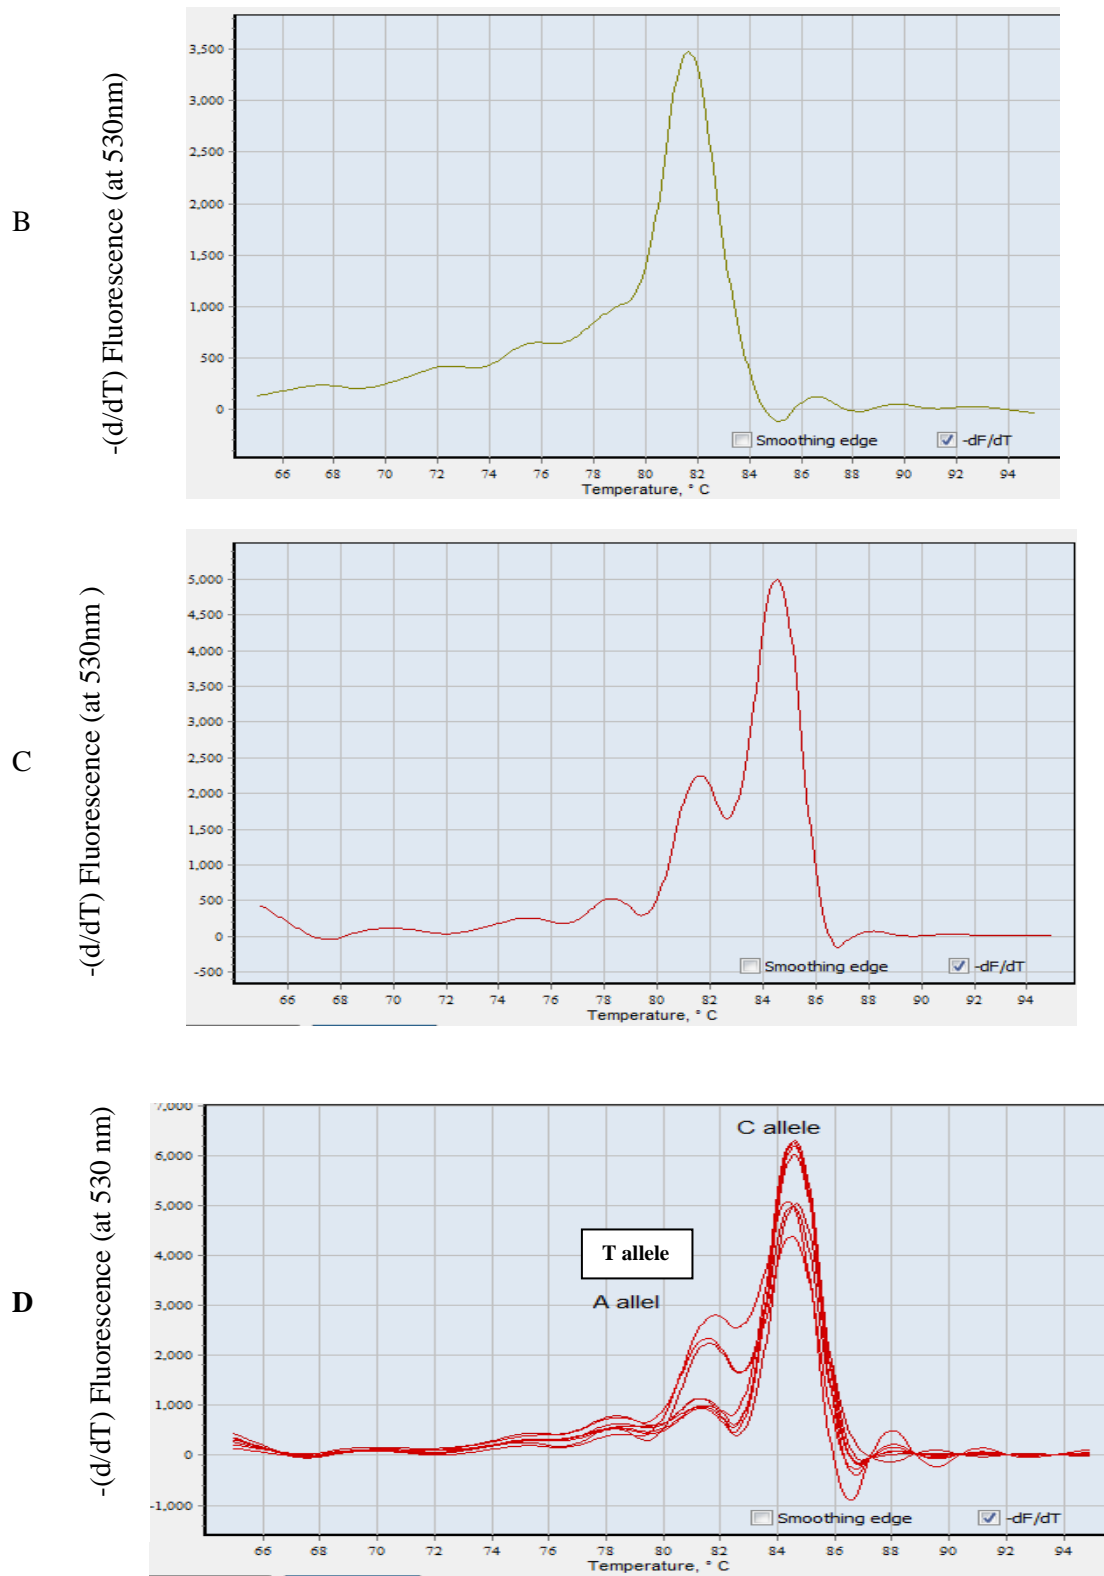 B
-(d/dT) Fluorescence (at 530nm)
3,500
3,000
2,500
2,000
1,500
1,000
500
0
Smoothing edge
-dF/dT
66 68 70 72 74 76 78 80 82 84 86 88 90 92 94
Temperature, ° C
C
-(d/dT) Fluorescence (at 530nm )
5,000
4,500
4,000
3,500
3,000
2,500
2,000
1,500
1,000
500
0
-500
Smoothing edge
-dF/dT
66 68 70 72 74 76 78 80 82 84 86 88 90 92 94
Temperature, ° C
D
-(d/dT) Fluorescence (at 530 nm)
7,000
6,000
5,000
4,000
3,000
2,000
1,000
0
-1,000
C allele
T allele
A allel
Smoothing edge
-dF/dT
66 68 70 72 74 76 78 80 82 84 86 88 90 92 94
Temperature, ° C